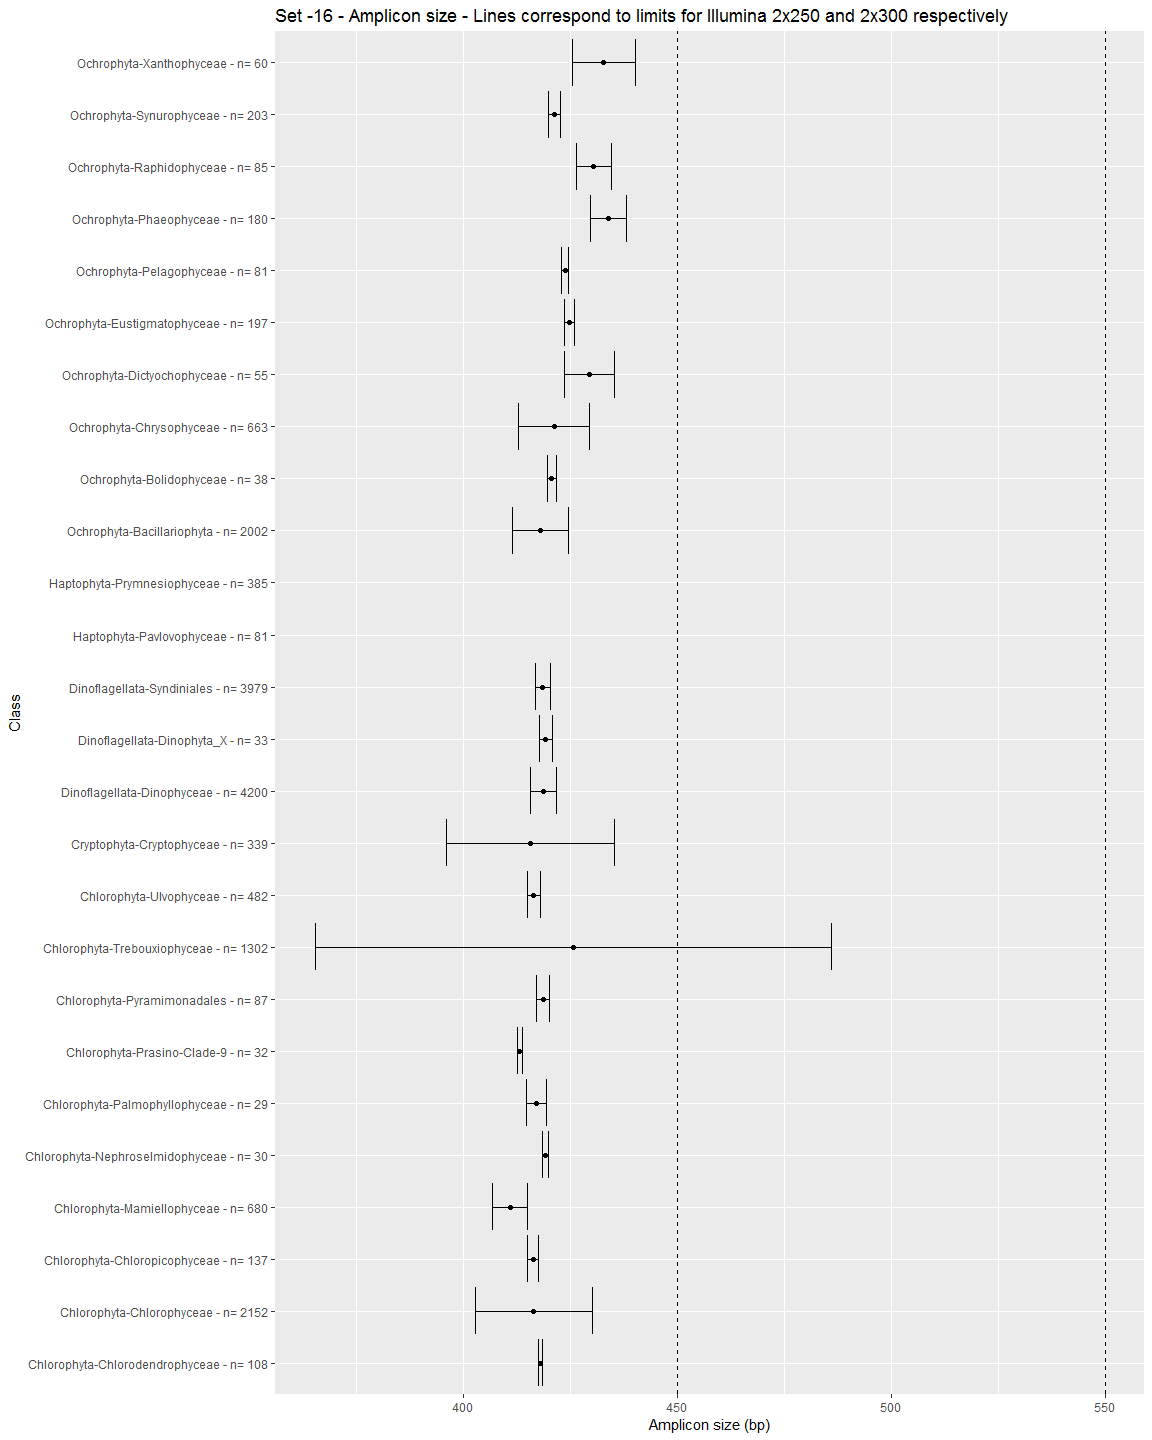 Set -16 - Amplicon size - Lines correspond to limits for Illumina 2x250 and 2x300 respectively
Ochrophyta-Xanthophyceae - n= 60
Ochrophyta-Synurophyceae - n= 203
Ochrophyta-Raphidophyceae - n= 85
Ochrophyta-Phaeophyceae - n= 180
Ochrophyta-Pelagophyceae - n= 81
Ochrophyta-Eustigmatophyceae - n= 197
Ochrophyta-Dictyochophyceae - n= 55
Ochrophyta-Chrysophyceae - n= 663
Ochrophyta-Bolidophyceae - n= 38
Ochrophyta-Bacillariophyta - n= 2002
Haptophyta-Prymnesiophyceae - n= 385
Haptophyta-Pavlovophyceae - n= 81
Dinoflagellata-Syndiniales - n= 3979
Dinoflagellata-Dinophyta_X - n= 33
Dinoflagellata-Dinophyceae - n= 4200
Cryptophyta-Cryptophyceae - n= 339
Chlorophyta-Ulvophyceae - n= 482
Chlorophyta-Trebouxiophyceae - n= 1302
Chlorophyta-Pyramimonadales - n= 87
Chlorophyta-Prasino-Clade-9 - n= 32
Chlorophyta-Palmophyllophyceae - n= 29
Chlorophyta-Nephroselmidophyceae - n= 30
Chlorophyta-Mamiellophyceae - n= 680
Chlorophyta-Chloropicophyceae - n= 137
Chlorophyta-Chlorophyceae - n= 2152
Chlorophyta-Chlorodendrophyceae - n= 108
Class
400 450 500 550
Amplicon size (bp)